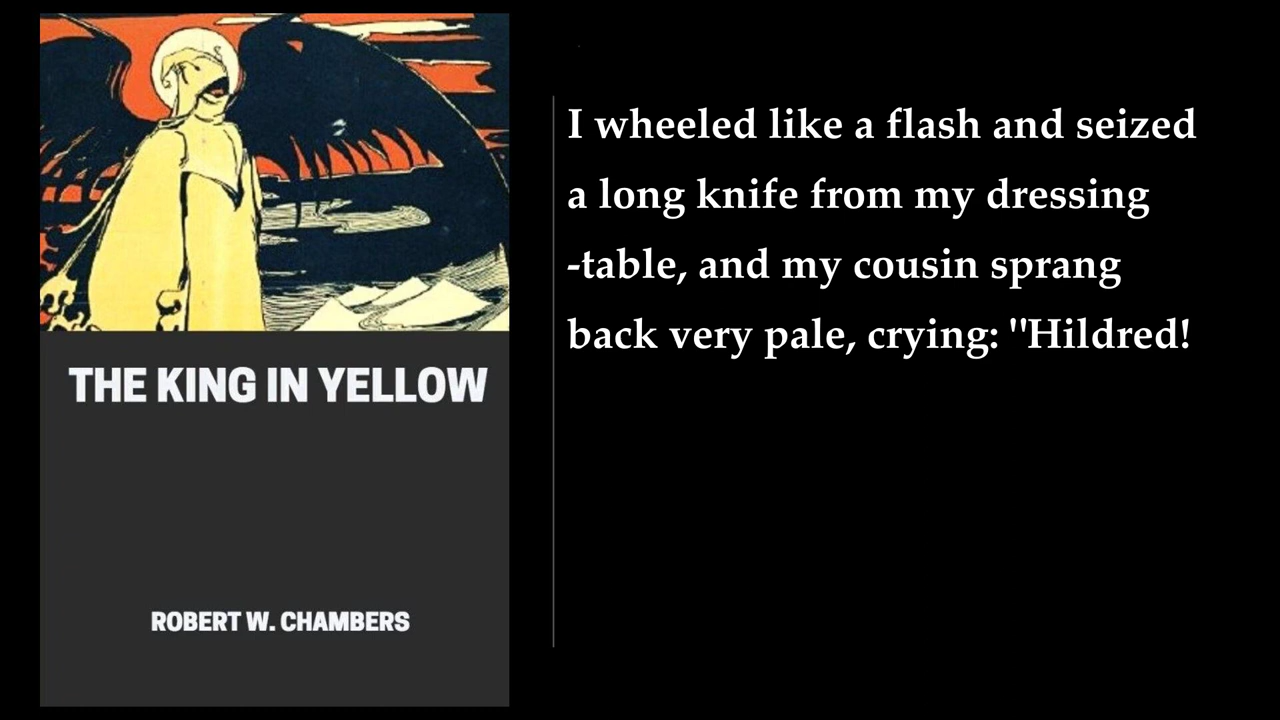 THE KING IN YELLOW
ROBERT W. CHAMBERS
I wheeled like a flash and seized
a long knife from my dressing
-table, and my cousin sprang
back very pale, crying: "Hildred!